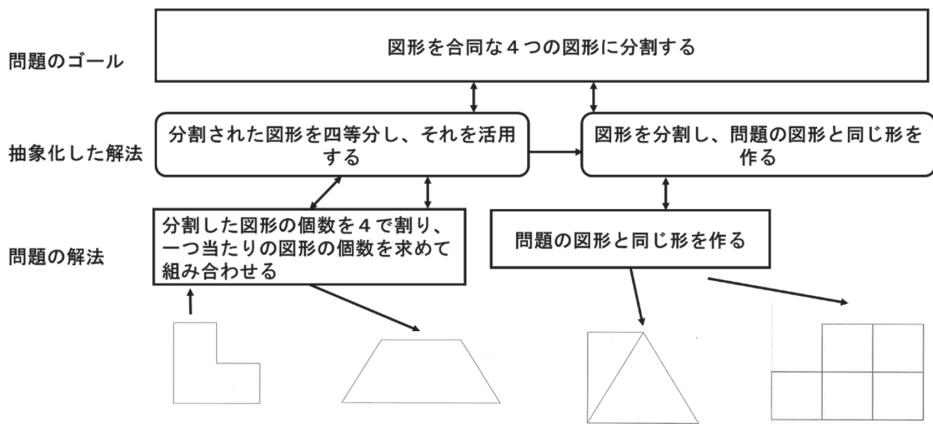 図形を合同な４つの図形に分割する
問題のゴール
分割された図形を四等分し、それを活用
する
図形を分割し、問題の図形と同じ形を
作る
抽象化した解法
分割した図形の個数を４で割り、
一つ当たりの図形の個数を求めて
組み合わせる
問題の図形と同じ形を作る
問題の解法